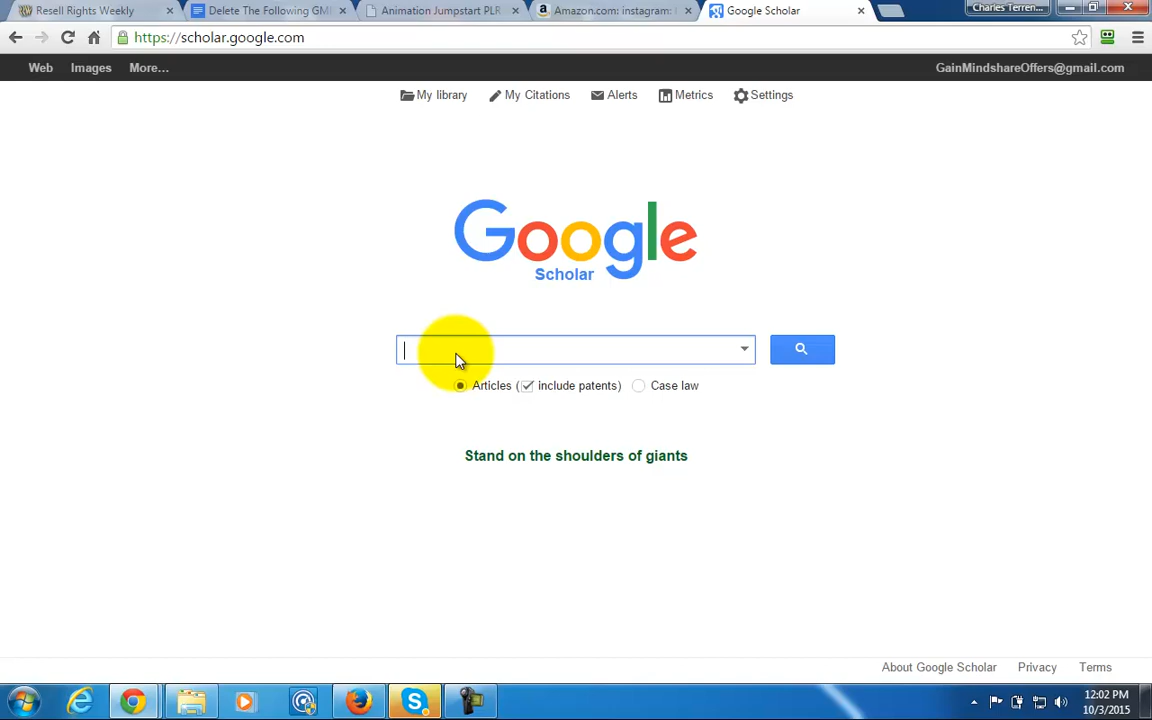 Resell Rights Weekly
Delete The Following GMI
Animation Jumpstart PLR
Amazon.com: instagram:
Google Scholar
Charles Terren...
https://scholar.google.com
Web Images More...
GainMindshareOffers@gmail.com
My library My Citations Alerts Metrics Settings
Google
Scholar
Articles ( include patents) Case law
Stand on the shoulders of giants
About Google Scholar Privacy Terms
12:02 PM
10/3/2015